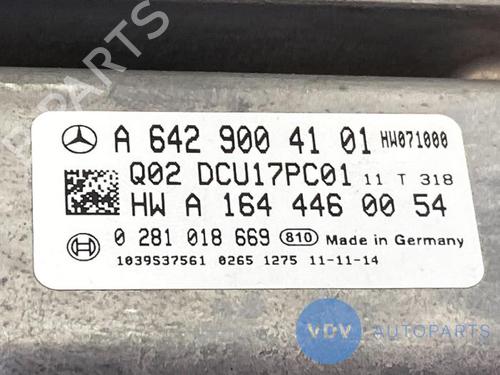 A 642 900 41 01 HW071000
Q02 DCU17PC01 11 T 318
HW A 164 446 00 54
0 281 018 669 810 Made in Germany
1039S37561 0265 1275 11-11-14
VDV AUTOPARTS